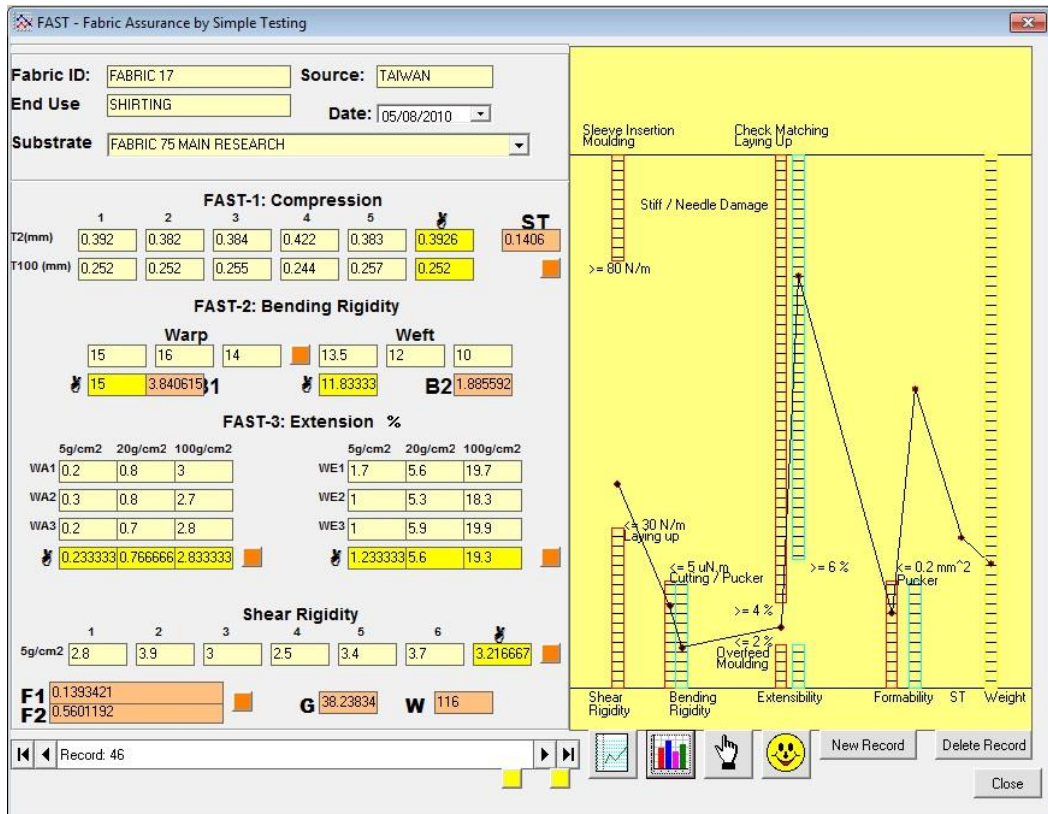 FAST - Fabric Assurance by Simple Testing
Fabric ID: FABRIC 17 Source: TAIWAN
End Use SHIRTING Date: 05/08/2010
Substrate FABRIC 75 MAIN RESEARCH
FAST-1: Compression
1 2 3 4 5 ST
T2(mm) 0.392 0.382 0.384 0.422 0.383 0.3926 0.1406
T100 (mm) 0.252 0.252 0.255 0.244 0.257 0.252
FAST-2: Bending Rigidity
Warp Weft
15 16 14 13.5 12 10
15 3.840615 31 11.83333 B2 1.885592
FAST-3: Extension %
5g/cm2 20g/cm2 100g/cm2 5g/cm2 20g/cm2 100g/cm2
WA1 0.2 0.8 3 WE1 1.7 5.6 19.7
WA2 0.3 0.8 2.7 WE2 1 5.3 18.3
WA3 0.2 0.7 2.8 WE3 1 5.9 19.9
0.233333 0.766666 2.833333 1.233333 5.6 19.3
Shear Rigidity
1 2 3 4 5 6
5g/cm2 2.8 3.9 3 2.5 3.4 3.7 3.216667
F1 0.1393421
F2 0.5601192
G 38.23834 W 116
Record: 46
Sleeve Insertion
Moulding
Check Matching
Laying Up
Stiff / Needle Damage
>= 80 N/m
<= 30 N/m
Laying up
<= 5 uN.m
Cutting / Pucker
>= 6 %
<= 0.2 mm^2
Pucker
>= 4 %
<= 2 %
Overfeed
Moulding
Shear
Rigidity
Bending
Rigidity
Extensibility
Formability
ST
Weight
New Record
Delete Record
Close